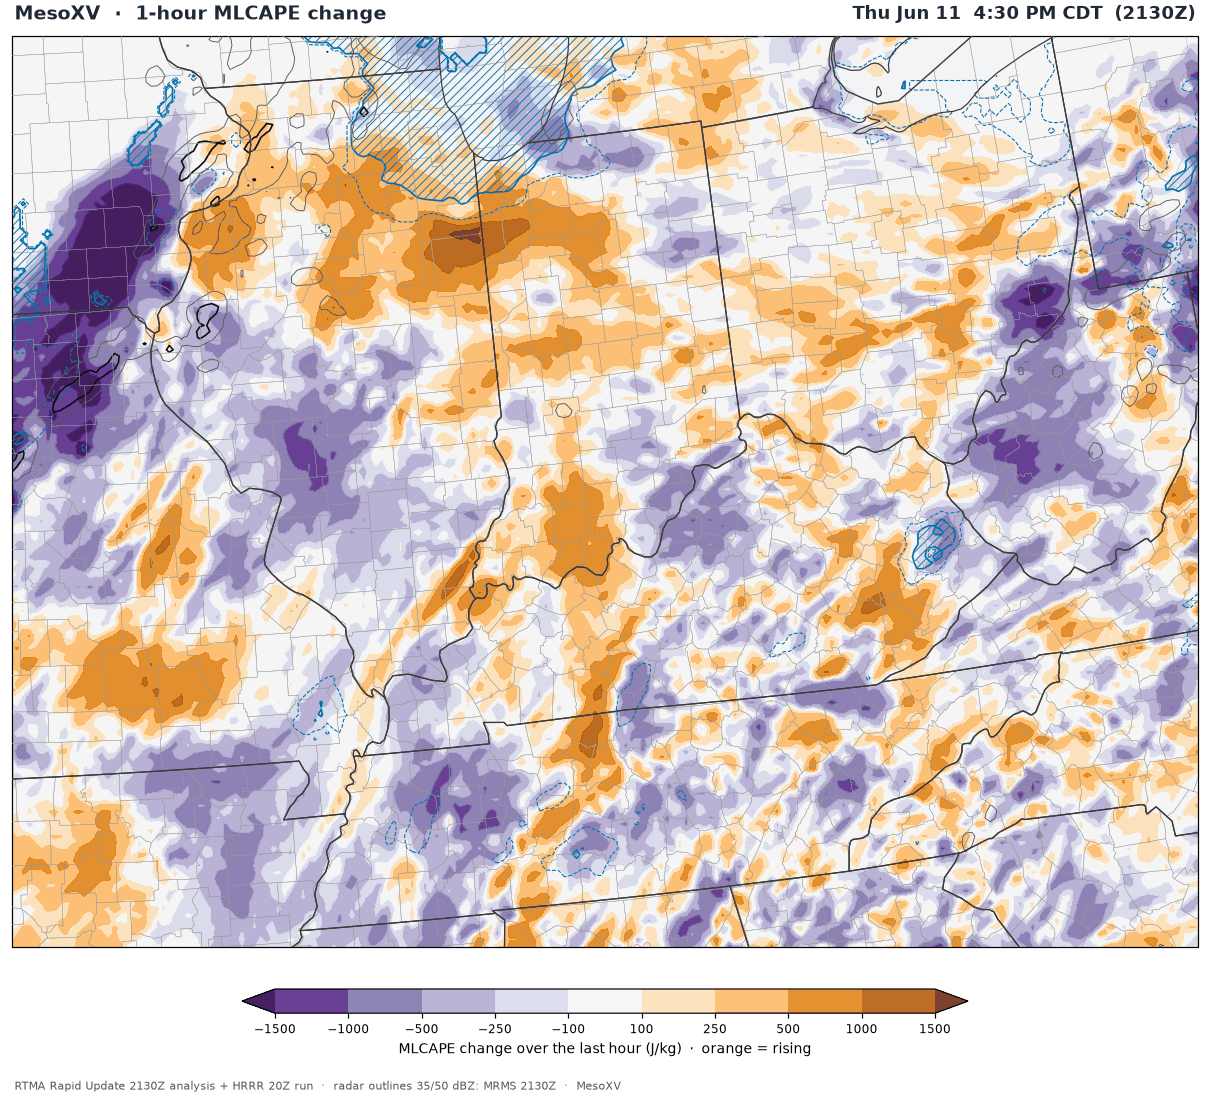 MesoXV · 1-hour MLCAPE change
Thu Jun 11 4:30 PM CDT (2130Z)
−1500 −1000 −500 −250 −100 100 250 500 1000 1500
MLCAPE change over the last hour (J/kg) · orange = rising
RTMA Rapid Update 2130Z analysis + HRRR 20Z run · radar outlines 35/50 dBZ: MRMS 2130Z · MesoXV